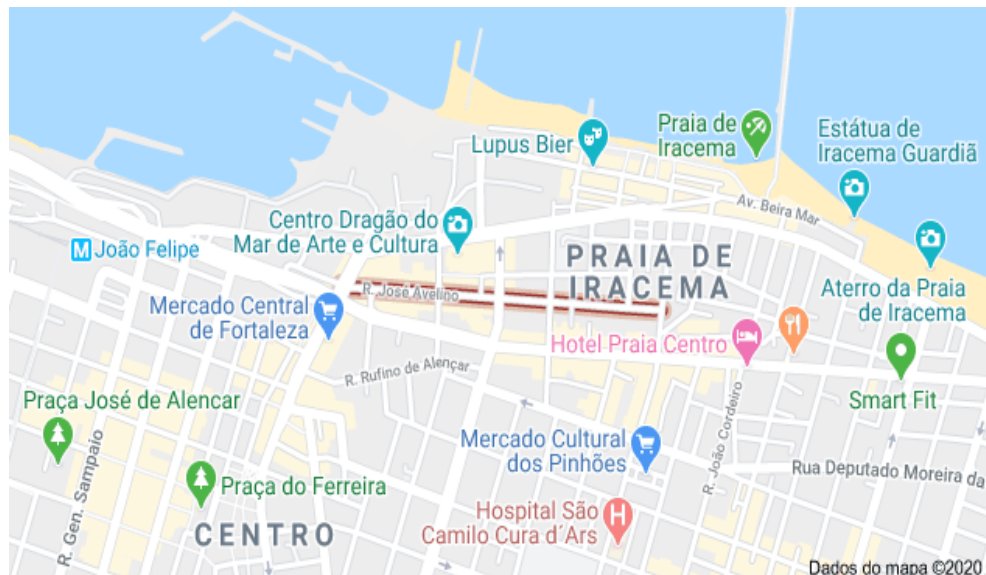 Praia de
Iracema
Estátua de
Iracema Guardiã
Lupus Bier
Av. Beira Mar
Centro Dragão do
Mar de Arte e Cultura
M João Felipe
PRAIA DE
IRACEMA
R. José Avelino
Aterro da Praia
de Iracema
Mercado Central
de Fortaleza
Hotel Praia Centro
R. Rufino de Alençar
Smart Fit
Praça José de Alencar
R. João Cordeiro
Mercado Cultural
dos Pinhões
Rua Deputado Moreira da
R. Gen. Sampaio
Praça do Ferreira
Hospital São
Camilo Cura d´Ars
H
CENTRO
Dados do mapa ©2020